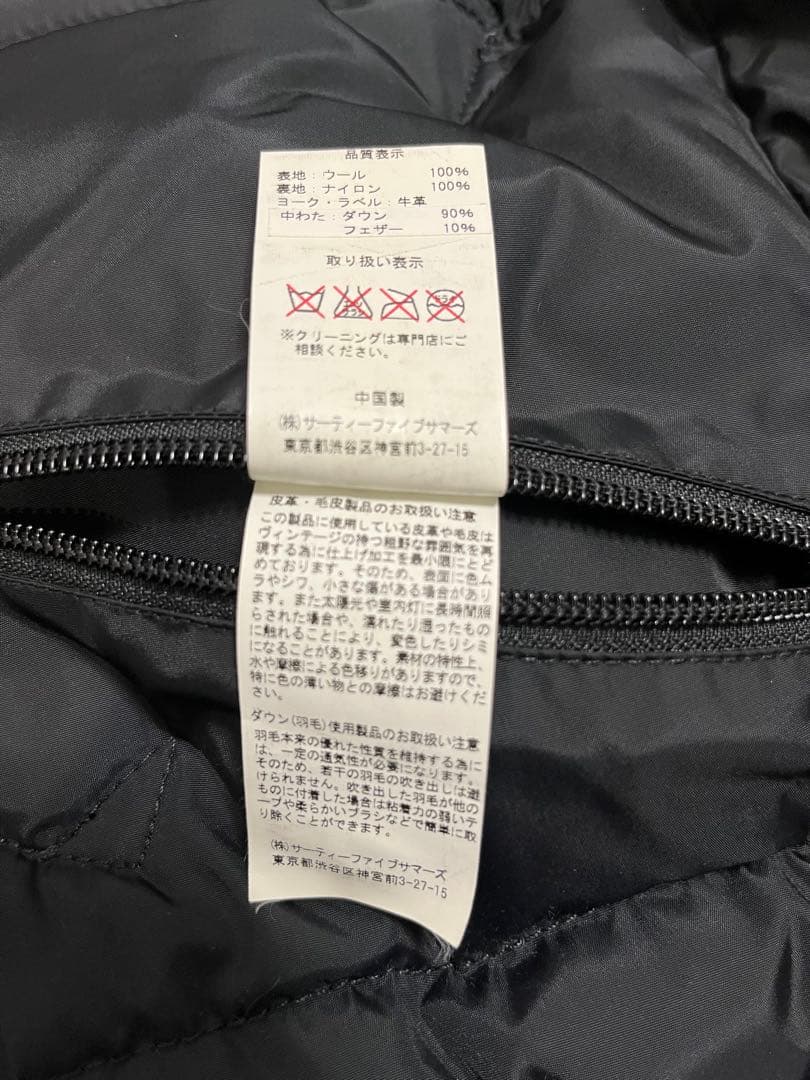 品質表示
表地：ウール 100%
裏地：ナイロン 100%
ヨーク・ラベル：牛革
中わた：ダウン 90%
フェザー 10%
取り扱い表示
エンソ
サラシ
ドライ
※クリーニングは専門店にご
相談ください。
中国製
(株)サーティーファイブサマーズ
東京都渋谷区神宮前3-27-15
皮革・毛皮製品のお取扱い注意
この製品に使用している皮革や毛皮は
ヴィンテージの持つ粗野な雰囲気を再
現する為に仕上げ加工を最小限にとど
めております。そのため、表面に色ム
ラやシワ、小さな傷がある場合があり
ます。また太陽光や室内灯に長時間照
らされた場合や、濡れたり湿ったもの
に触れることにより、変色したりシミ
になることがあります。素材の特性上、
水や摩擦による色移りがありますので、
特に色の薄い物との摩擦はお避けくだ
さい。
ダウン(羽毛)使用製品のお取扱い注意
羽毛本来の優れた性質を維持する為に
は、一定の通気性が必要になります。
そのため、若干の羽毛の吹き出しは避
けられません。吹き出した羽毛が他の
ものに付着した場合は粘着力の弱いテ
ープや柔らかいブラシなどで簡単に取
り除くことができます。
(株)サーティーファイブサマーズ
東京都渋谷区神宮前3-27-15